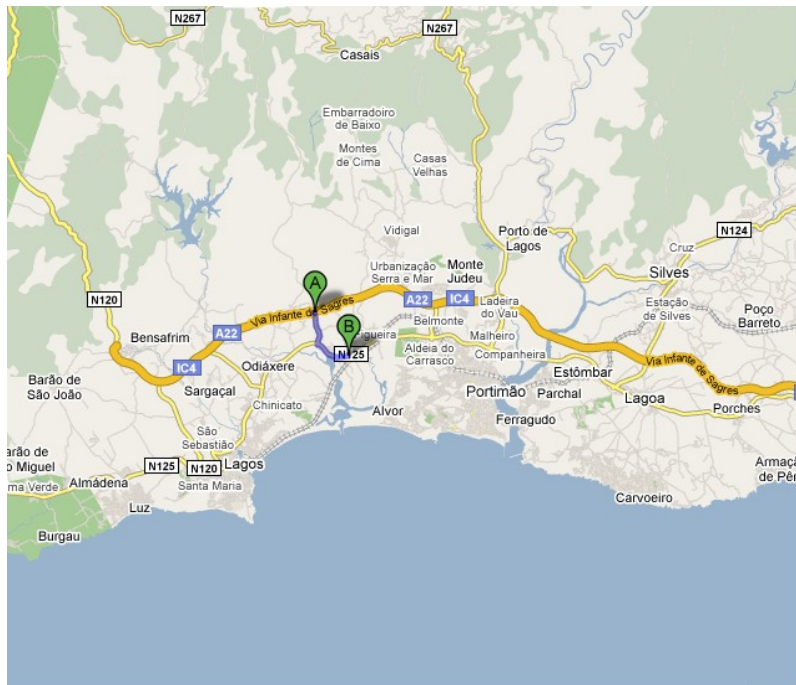 N267
N267
Casais
Embarradoiro
de Baixo
Montes
de Cima
Casas
Velhas
Vidigal
Porto de
Lagos
N124
Cruz
Silves
Urbanização
Serra e Mar
Monte
Judeu
A
N120
A22
IC4
Ladeira
do Vau
Estação
de Silves
Poço
Barreto
Via Infante de Sagres
B
Belmonte
Malheiro
A22
Bensafrim
N125
Aldeia do
Carrasco
Companheira
Via Infante de Sagres
IC4
Odiáxere
Estômbar
Barão de
São João
Sargaçal
Portimão
Parchal
Lagoa
Chinicato
Alvor
Ferragudo
Porches
São
Sebastião
N125
N120
Lagos
Almádena
Santa Maria
Luz
Carvoeiro
Burgau